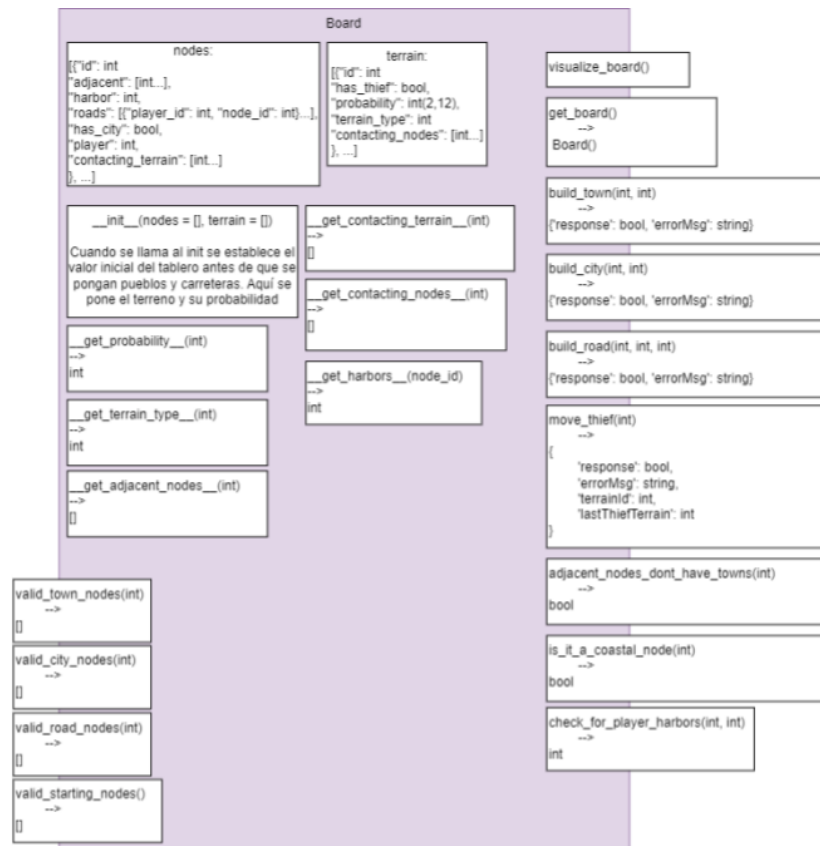 Board
nodes:
[{"id": int
"adjacent": [int...],
"harbor": int,
"roads": [{"player_id": int, "node_id": int}...],
"has_city": bool,
"player": int,
"contacting_terrain": [int...]
}, ...]
terrain:
[{"id": int
"has_thief": bool,
"probability": int(2,12),
"terrain_type": int
"contacting_nodes": [int...]
}, ...]
__init__(nodes = [], terrain = [])
Cuando se llama al init se establece el
valor inicial del tablero antes de que se
pongan pueblos y carreteras. Aquí se
pone el terreno y su probabilidad
__get_probability__(int)
-->
int
__get_terrain_type__(int)
-->
int
__get_adjacent_nodes__(int)
-->
[]
__get_contacting_terrain__(int)
-->
[]
__get_contacting_nodes__(int)
-->
[]
__get_harbors__(node_id)
-->
int
visualize_board()
get_board()
-->
Board()
build_town(int, int)
-->
{'response': bool, 'errorMsg': string}
build_city(int, int)
-->
{'response': bool, 'errorMsg': string}
build_road(int, int, int)
-->
{'response': bool, 'errorMsg': string}
move_thief(int)
-->
{
'response': bool,
'errorMsg': string,
'terrainId': int,
'lastThiefTerrain': int
}
adjacent_nodes_dont_have_towns(int)
-->
bool
is_it_a_coastal_node(int)
-->
bool
check_for_player_harbors(int, int)
-->
int
valid_town_nodes(int)
-->
[]
valid_city_nodes(int)
-->
[]
valid_road_nodes(int)
-->
[]
valid_starting_nodes()
-->
[]